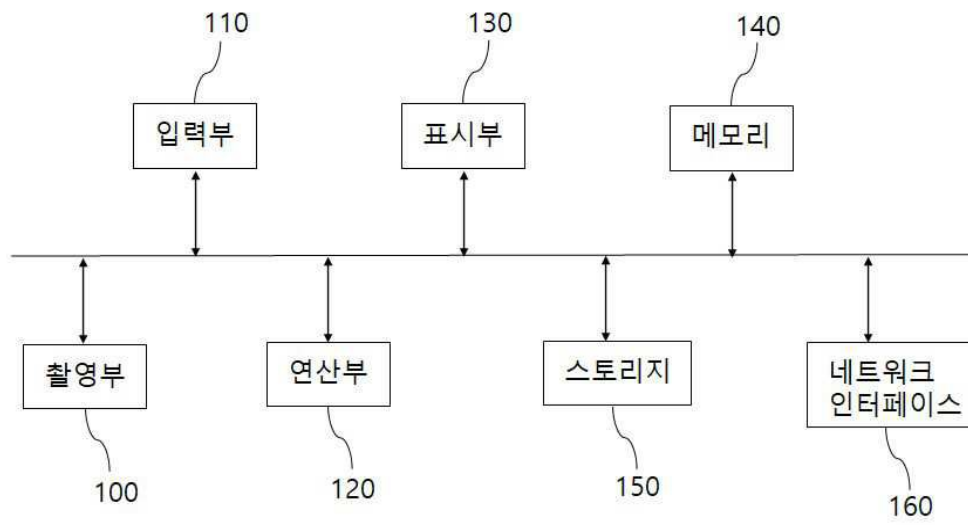 110
130
140
입력부
표시부
메모리
촬영부
연산부
스토리지
네트워크
인터페이스
100
120
150
160